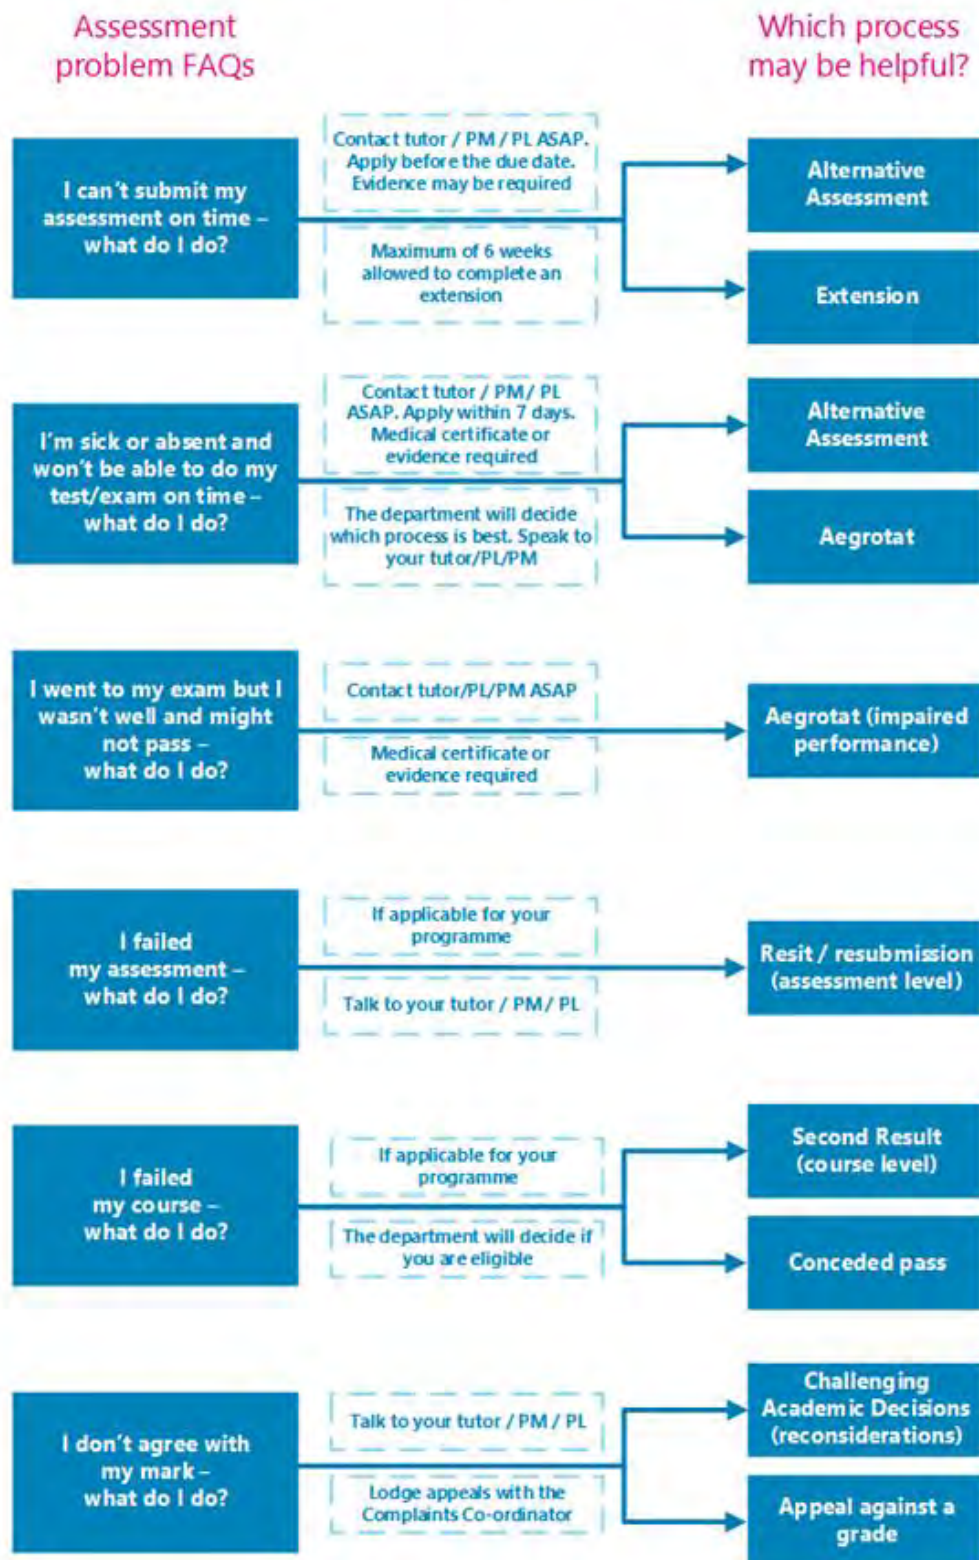 Assessment
problem FAQs
Which process
may be helpful?
I can't submit my
assessment on time –
what do I do?
Contact tutor / PM / PL ASAP.
Apply before the due date.
Evidence may be required
Maximum of 6 weeks
allowed to complete an
extension
Alternative
Assessment
Extension
I'm sick or absent and
won't be able to do my
test/exam on time –
what do I do?
Contact tutor / PM/ PL
ASAP. Apply within 7 days.
Medical certificate or
evidence required
The department will decide
which process is best. Speak to
your tutor/PL/PM
Alternative
Assessment
Aegrotat
I went to my exam but I
wasn't well and might
not pass –
what do I do?
Contact tutor/PL/PM ASAP
Medical certificate or
evidence required
Aegrotat (impaired
performance)
I failed
my assessment –
what do I do?
If applicable for your
programme
Talk to your tutor / PM/ PL
Resit / resubmission
(assessment level)
I failed
my course –
what do I do?
If applicable for your
programme
The department will decide if
you are eligible
Second Result
(course level)
Conceded pass
I don't agree with
my mark –
what do I do?
Talk to your tutor / PM / PL
Lodge appeals with the
Complaints Co-ordinator
Challenging
Academic Decisions
(reconsiderations)
Appeal against a
grade